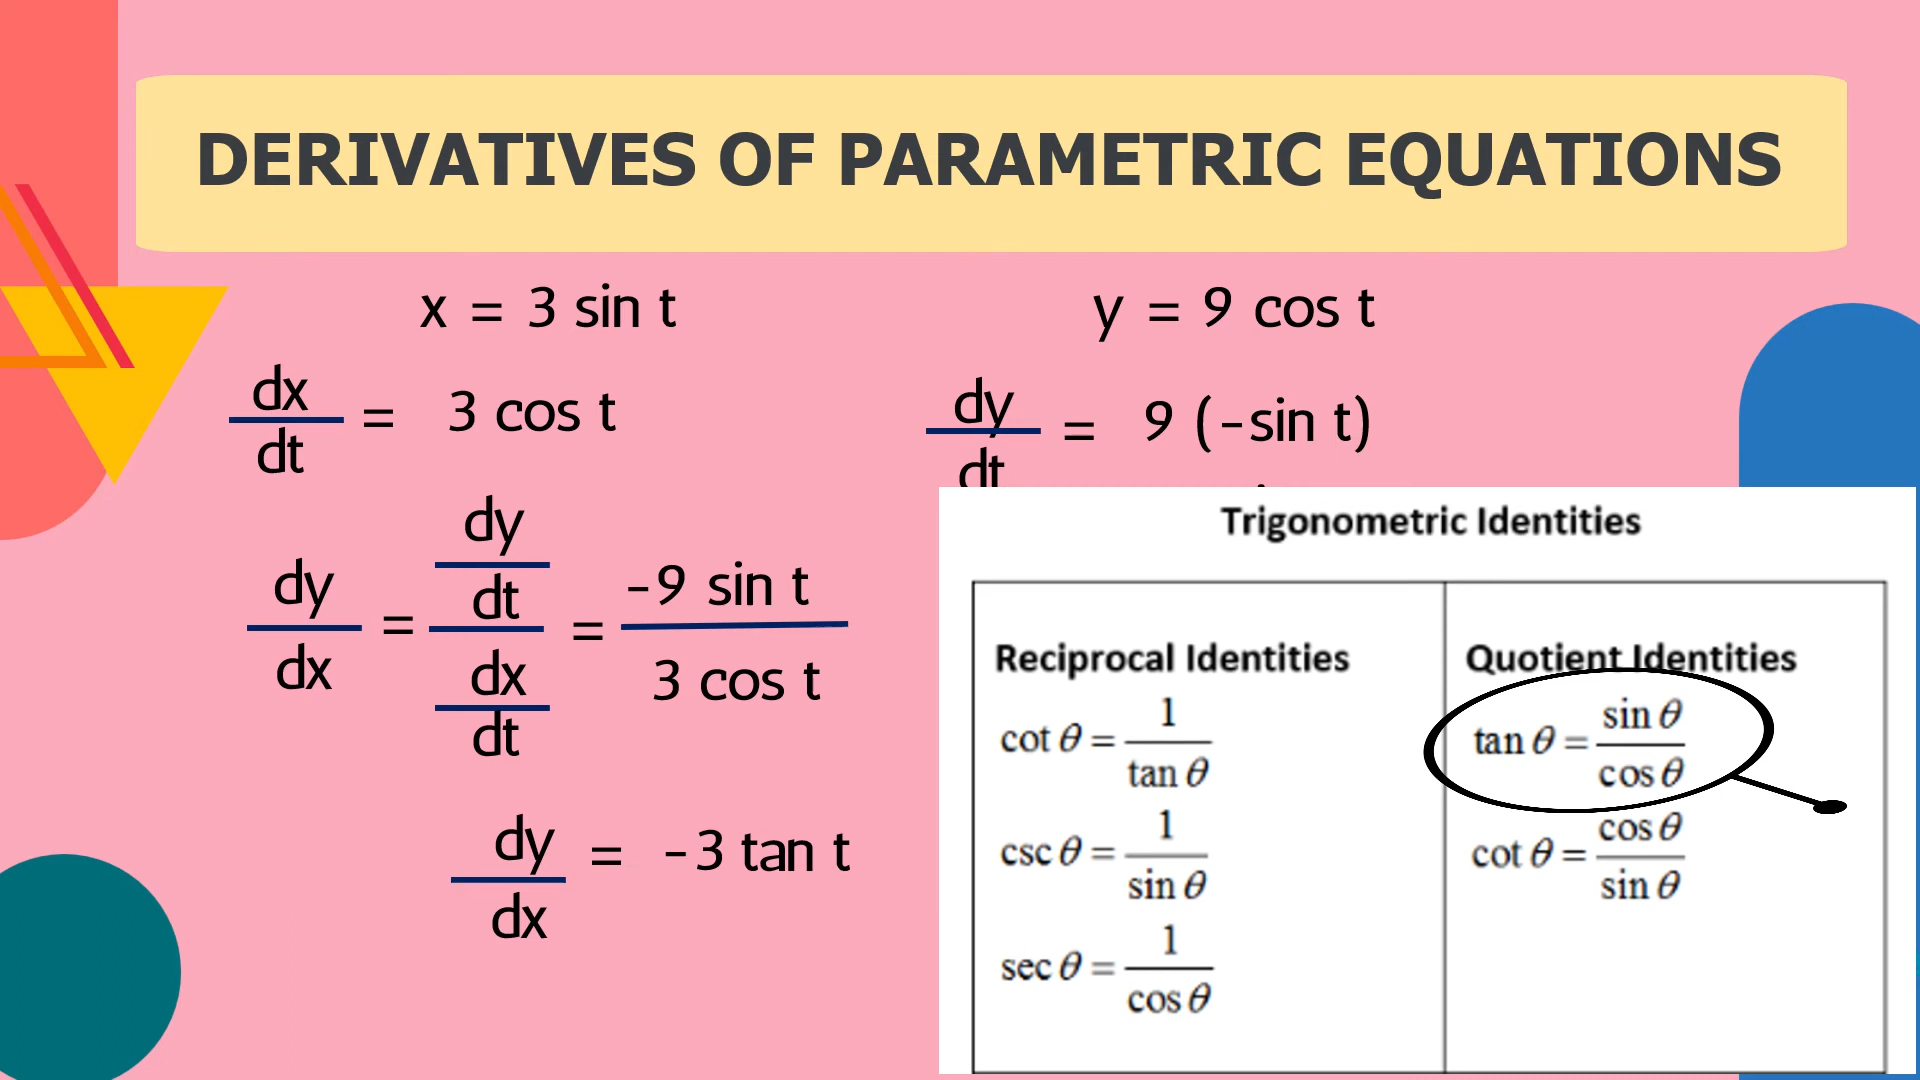 DERIVATIVES OF PARAMETRIC EQUATIONS
x = 3 sin t
y = 9 cos t
dx/dt = 3 cos t
dy/dt = 9 (-sin t)
dy/dx = dy/dt / dx/dt = -9 sin t / 3 cos t
dy/dx = -3 tan t
Trigonometric Identities
Reciprocal Identities
cot θ = 1/tan θ
csc θ = 1/sin θ
sec θ = 1/cos θ
Quotient Identities
tan θ = sin θ/cos θ
cot θ = cos θ/sin θ